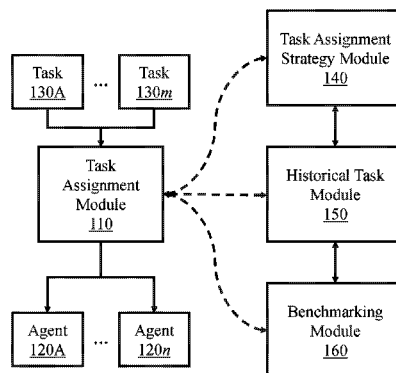 Task
130A
...
Task
130m
Task
Assignment
Module
110
Agent
120A
...
Agent
120n
Task Assignment
Strategy Module
140
Historical Task
Module
150
Benchmarking
Module
160